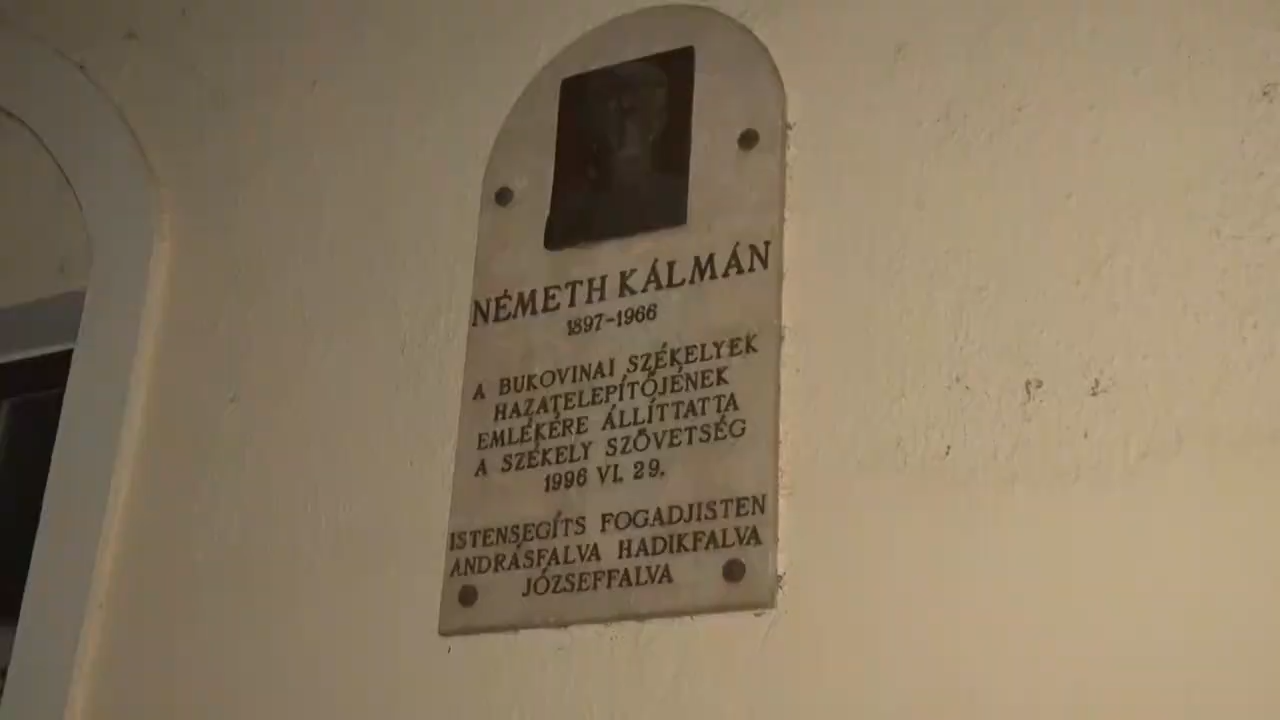 NÉMETH KÁLMÁN
1897-1966
A BUKOVINAI SZÉKELYEK
HAZATELEPÍTŐJÉNEK
EMLÉKÉRE ÁLLÍTTATTA
A SZÉKELY SZÖVETSÉG
1996 VI. 29.
ISTENSEGÍTS FOGADJISTEN
ANDRÁSFALVA HADIKFALVA
JÓZSEFFALVA